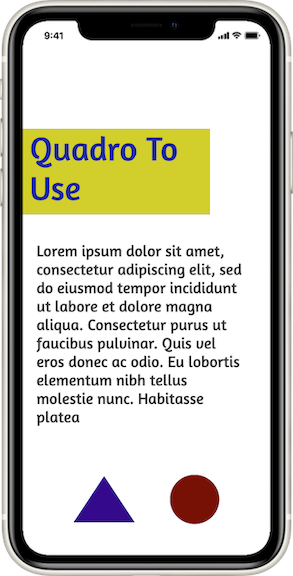 9:41
Quadro To
Use
Lorem ipsum dolor sit amet,
consectetur adipiscing elit, sed
do eiusmod tempor incididunt
ut labore et dolore magna
aliqua. Consectetur purus ut
faucibus pulvinar. Quis vel
eros donec ac odio. Eu lobortis
elementum nibh tellus
molestie nunc. Habitasse
platea